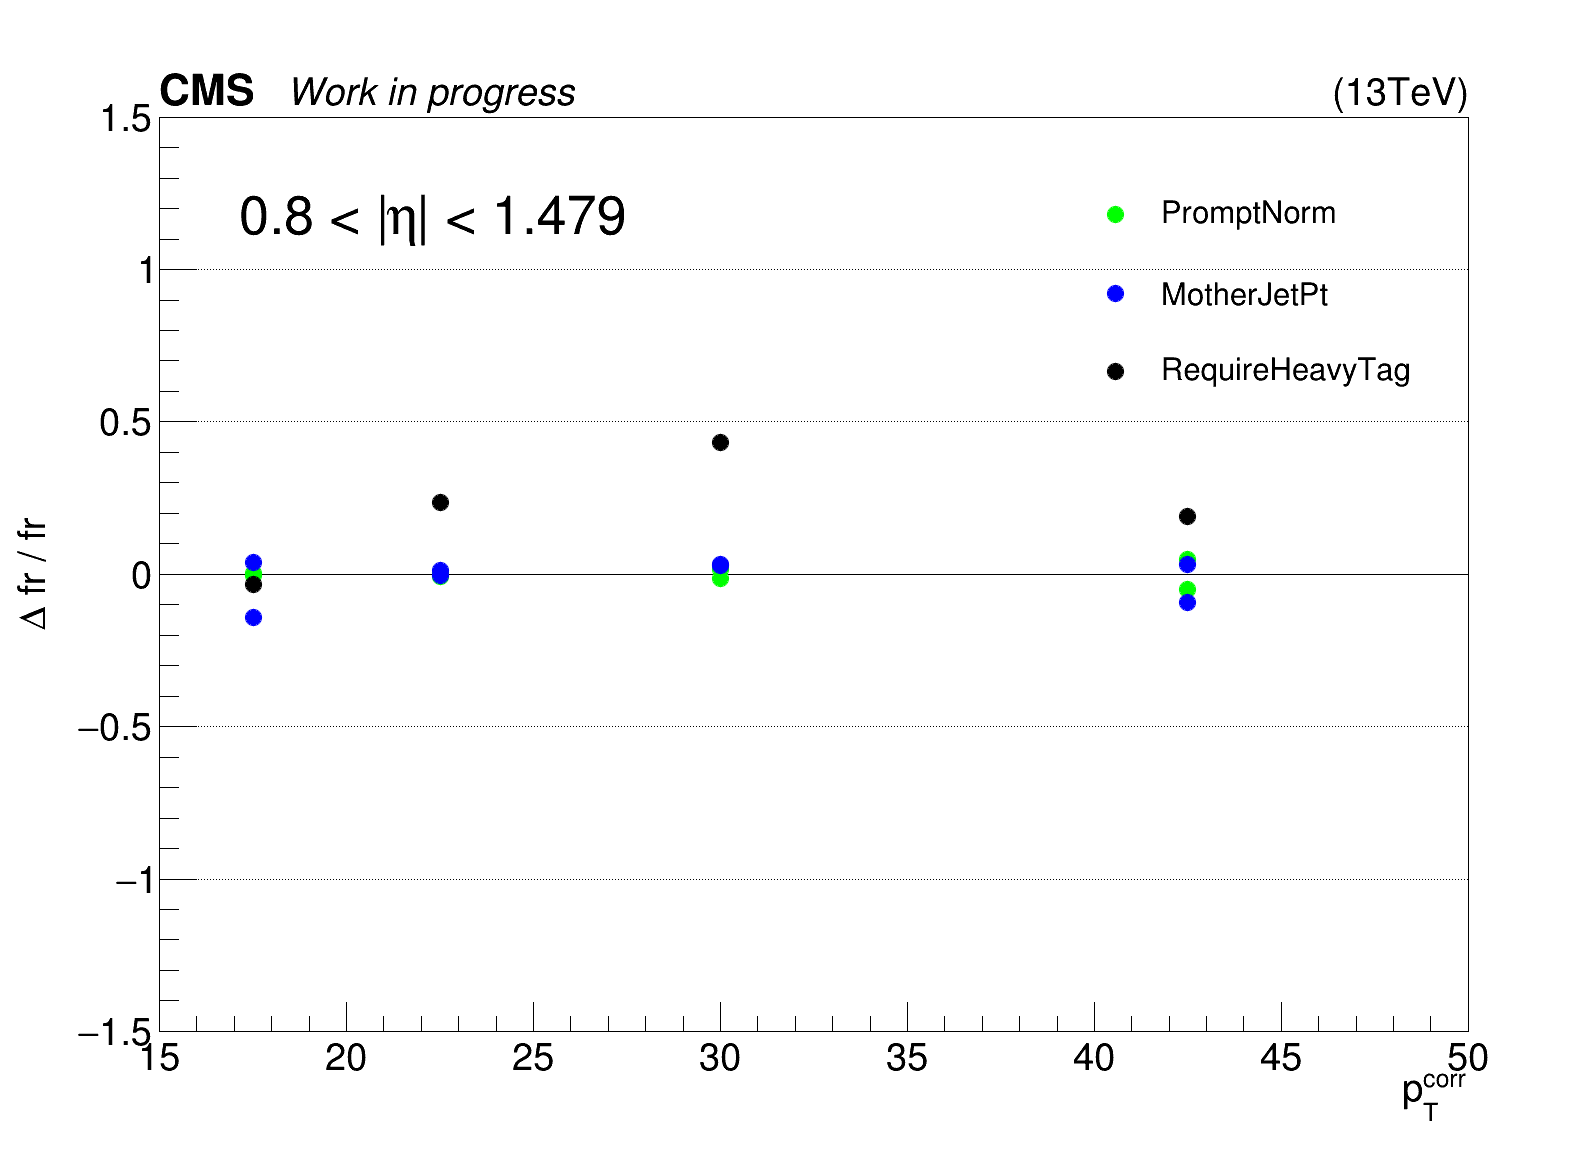 CMS Work in progress (13TeV)
0.8 < |η| < 1.479
PromptNorm
MotherJetPt
RequireHeavyTag
1.5
1
0.5
0
−0.5
−1
−1.5
Δ fr / fr
15 20 25 30 35 40 45 50
p_T^corr